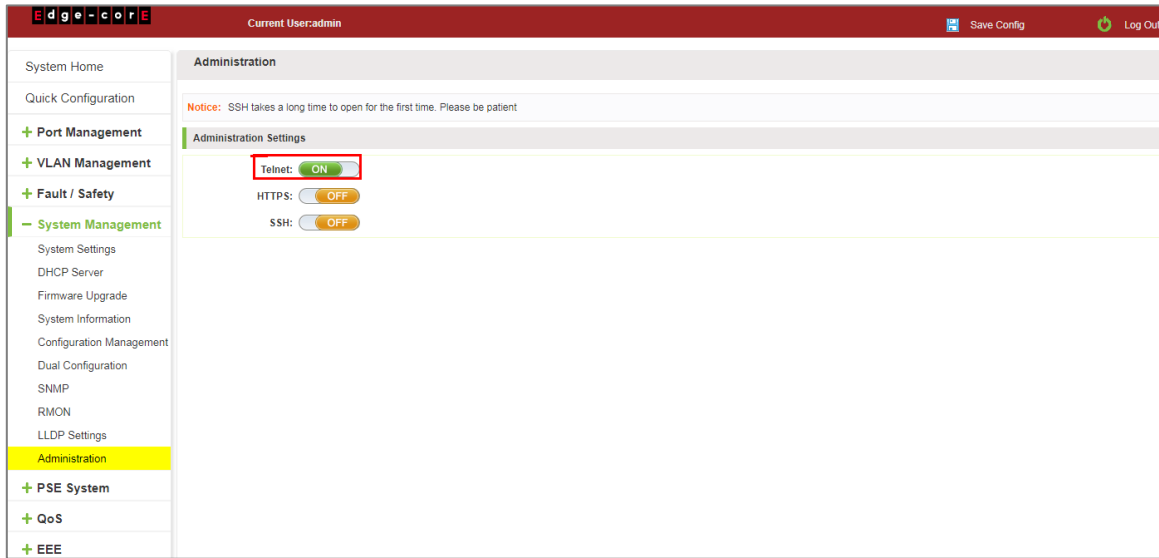 Edge-corE
Current User:admin
Save Config
Log Out
System Home
Quick Configuration
+ Port Management
+ VLAN Management
+ Fault / Safety
− System Management
System Settings
DHCP Server
Firmware Upgrade
System Information
Configuration Management
Dual Configuration
SNMP
RMON
LLDP Settings
Administration
+ PSE System
+ QoS
+ EEE
Administration
Notice: SSH takes a long time to open for the first time. Please be patient
Administration Settings
Telnet: ON
HTTPS: OFF
SSH: OFF